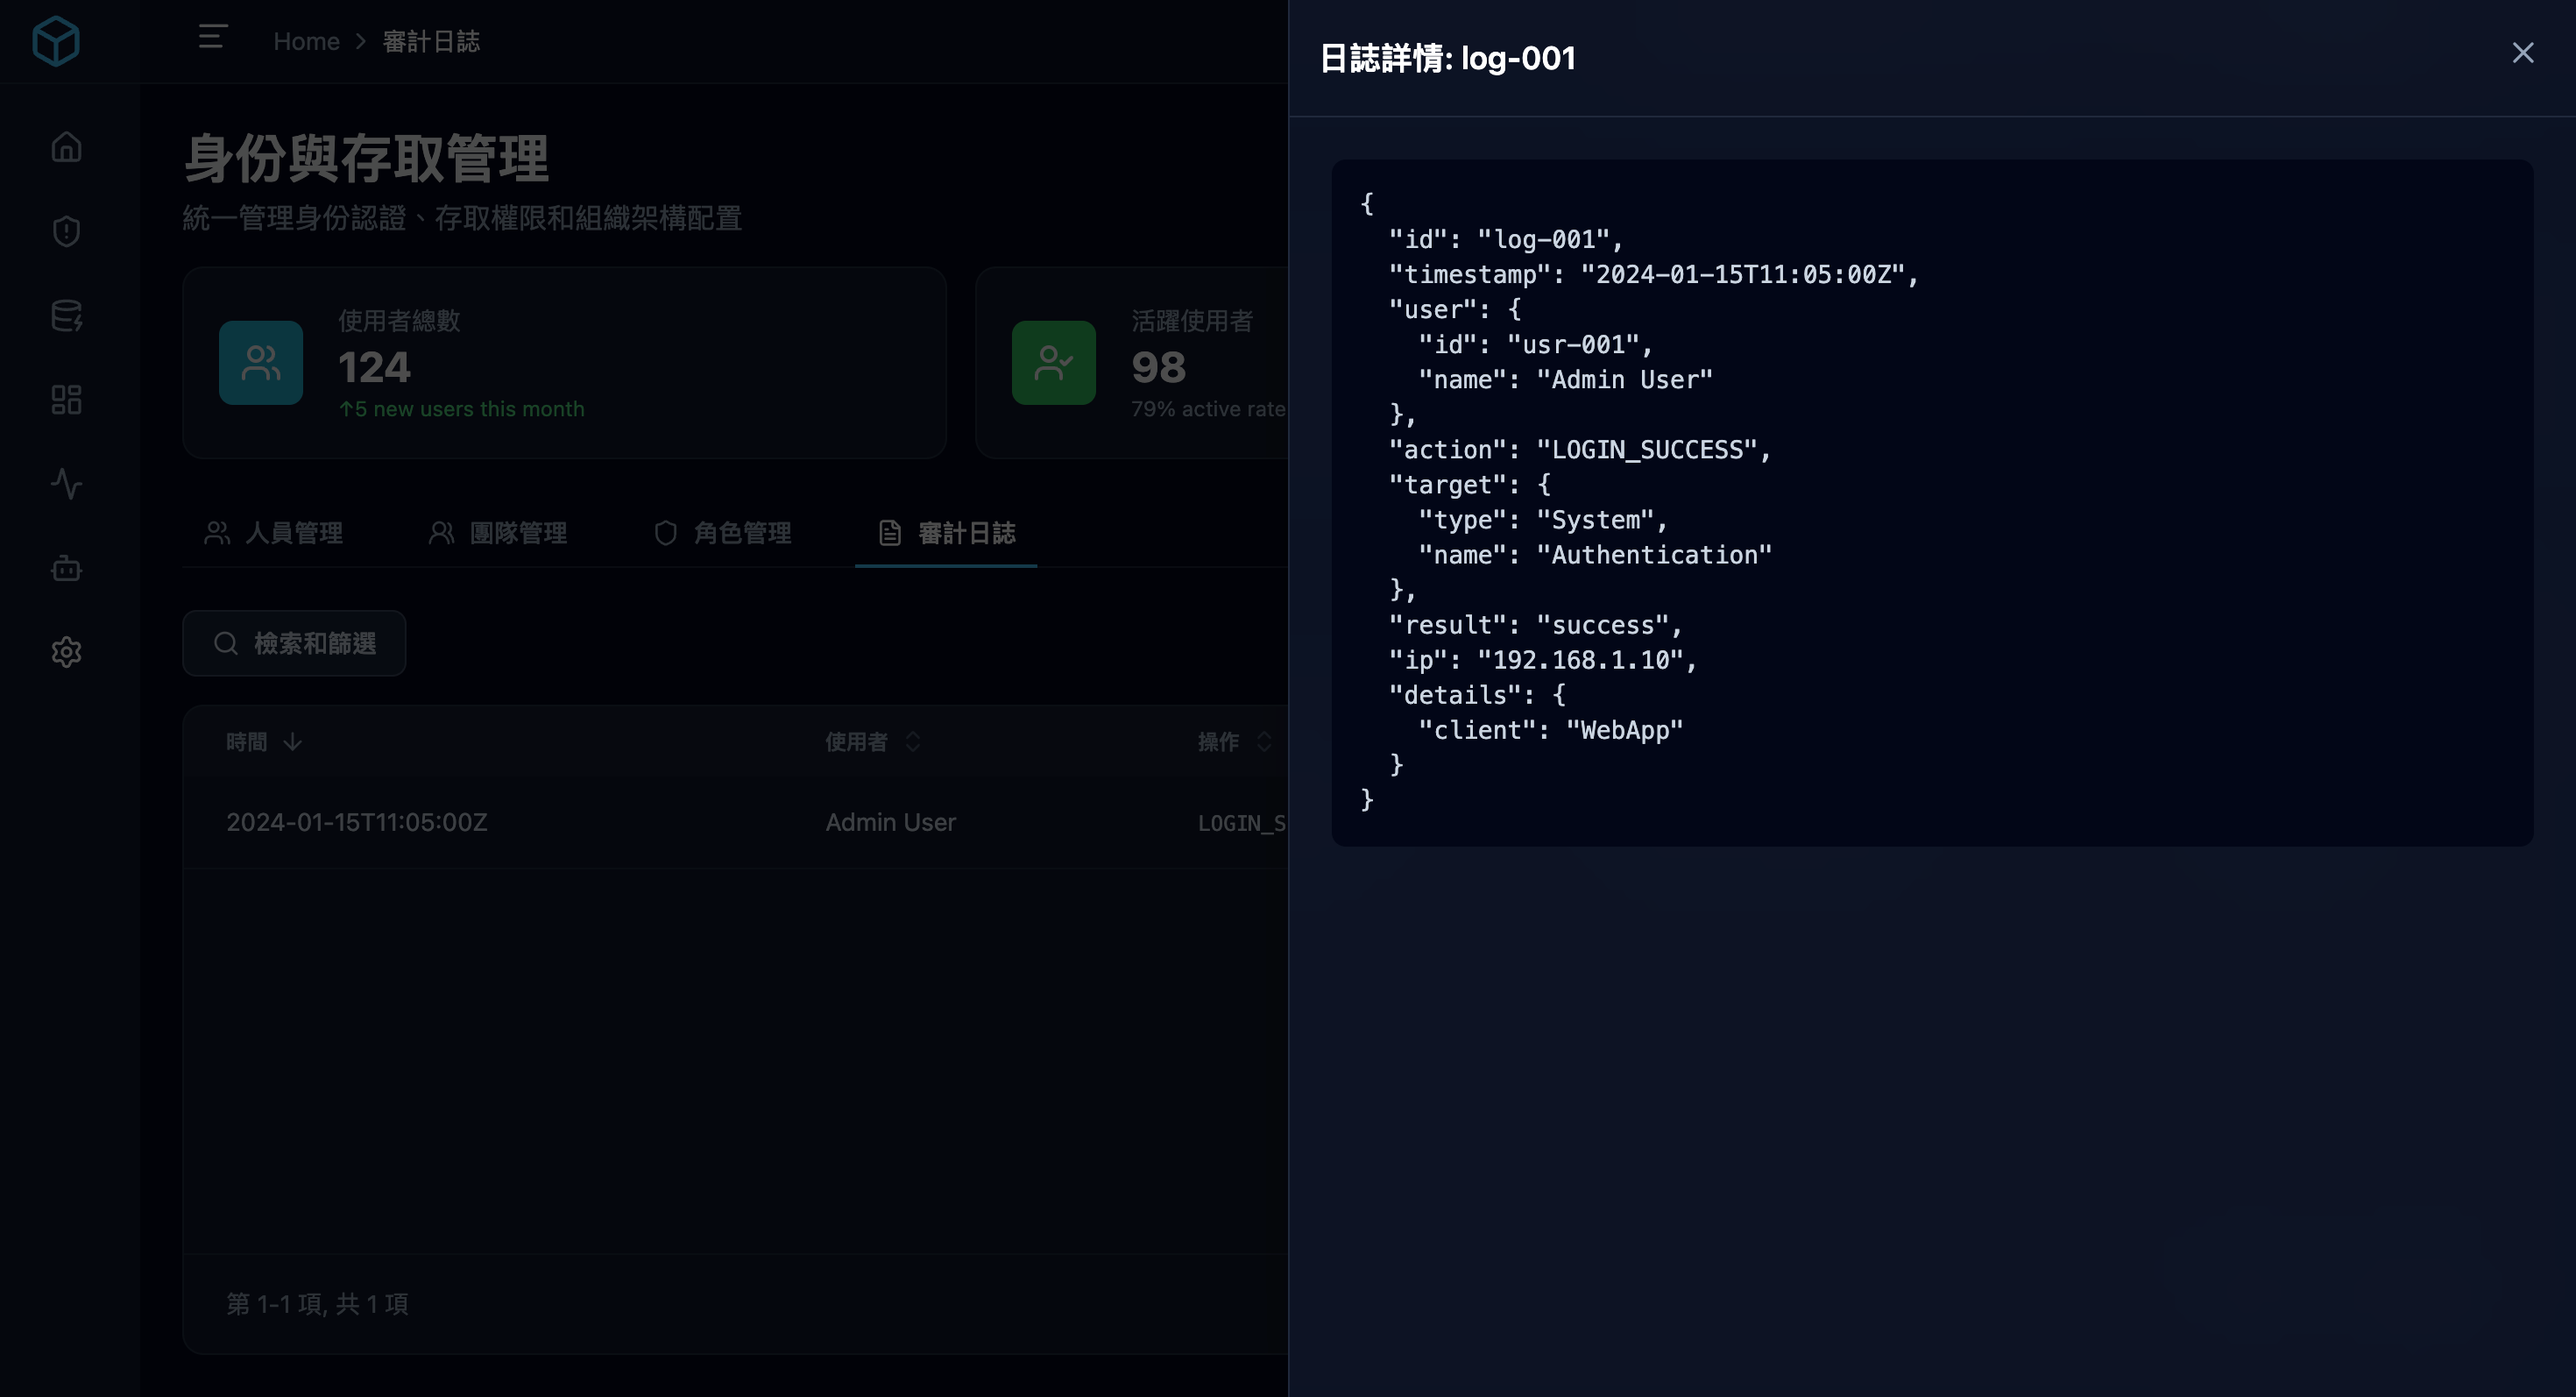 Home > 審計日誌
身份與存取管理
統一管理身份認證、存取權限和組織架構配置
使用者總數
124
↑5 new users this month
活躍使用者
98
79% active rate
人員管理
團隊管理
角色管理
審計日誌
檢索和篩選
時間 ↓
使用者
操作
2024-01-15T11:05:00Z
Admin User
LOGIN_S
第 1-1 項, 共 1 項
日誌詳情: log-001
{
  "id": "log-001",
  "timestamp": "2024-01-15T11:05:00Z",
  "user": {
    "id": "usr-001",
    "name": "Admin User"
  },
  "action": "LOGIN_SUCCESS",
  "target": {
    "type": "System",
    "name": "Authentication"
  },
  "result": "success",
  "ip": "192.168.1.10",
  "details": {
    "client": "WebApp"
  }
}